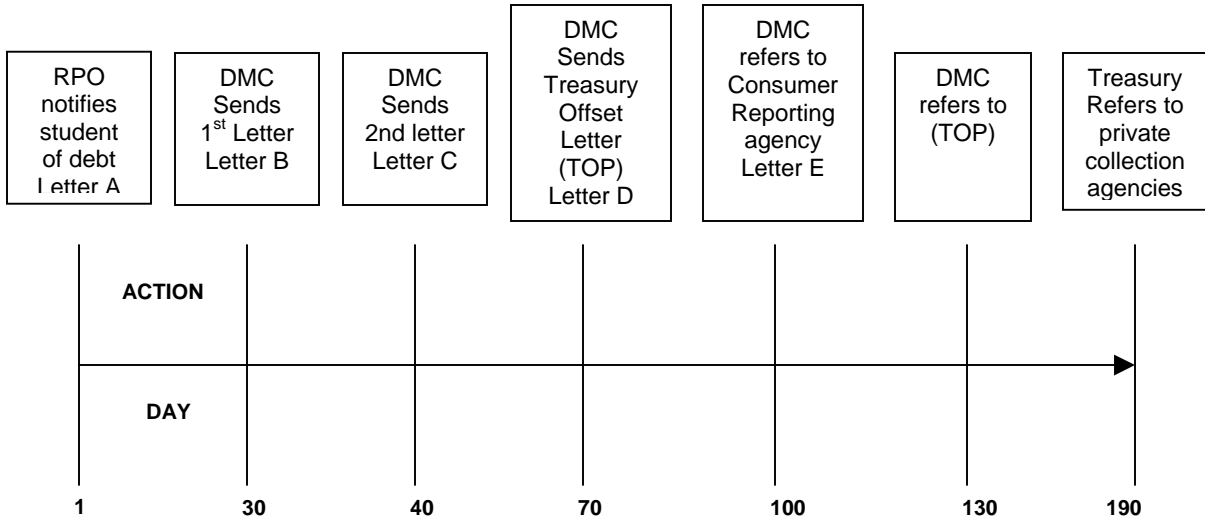 RPO
notifies
student
of debt
Letter A
DMC
Sends
1st Letter
Letter B
DMC
Sends
2nd letter
Letter C
DMC
Sends
Treasury
Offset
Letter
(TOP)
Letter D
DMC
refers to
Consumer
Reporting
agency
Letter E
DMC
refers to
(TOP)
Treasury
Refers to
private
collection
agencies
ACTION
DAY
1
30
40
70
100
130
190